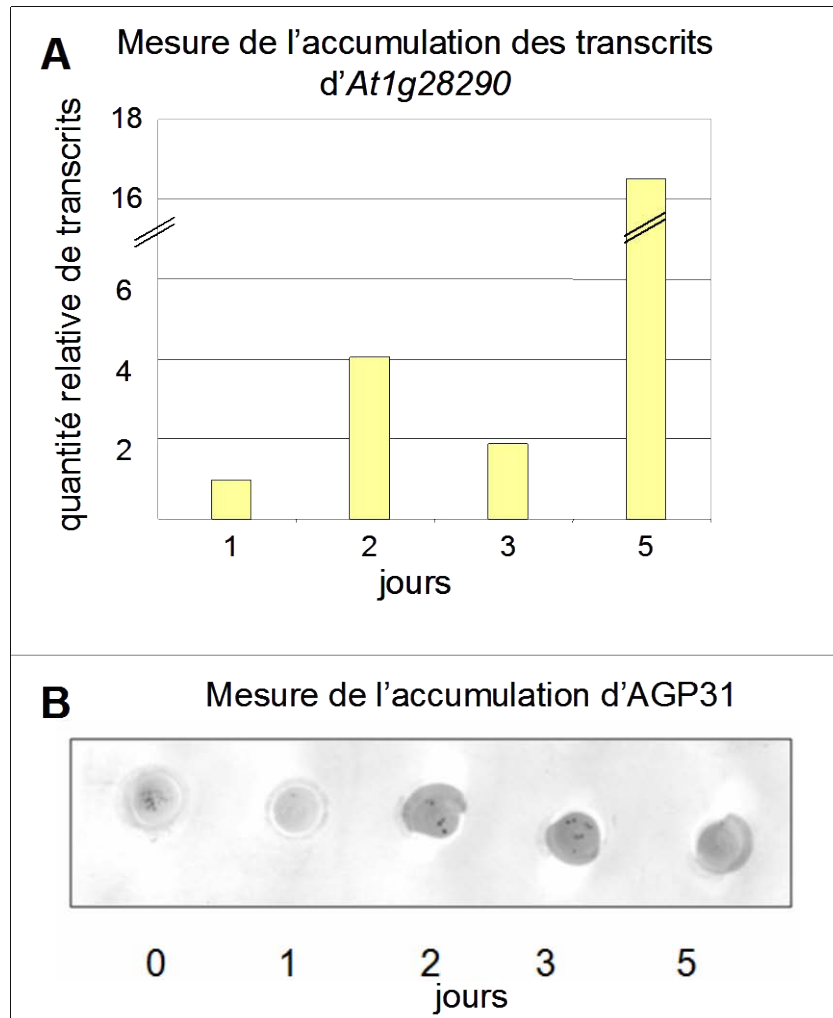 A
Mesure de l'accumulation des transcrits
d'At1g28290
quantité relative de transcrits
18
16
6
4
2
1 2 3 5
jours
B
Mesure de l'accumulation d'AGP31
0 1 2 3 5
jours